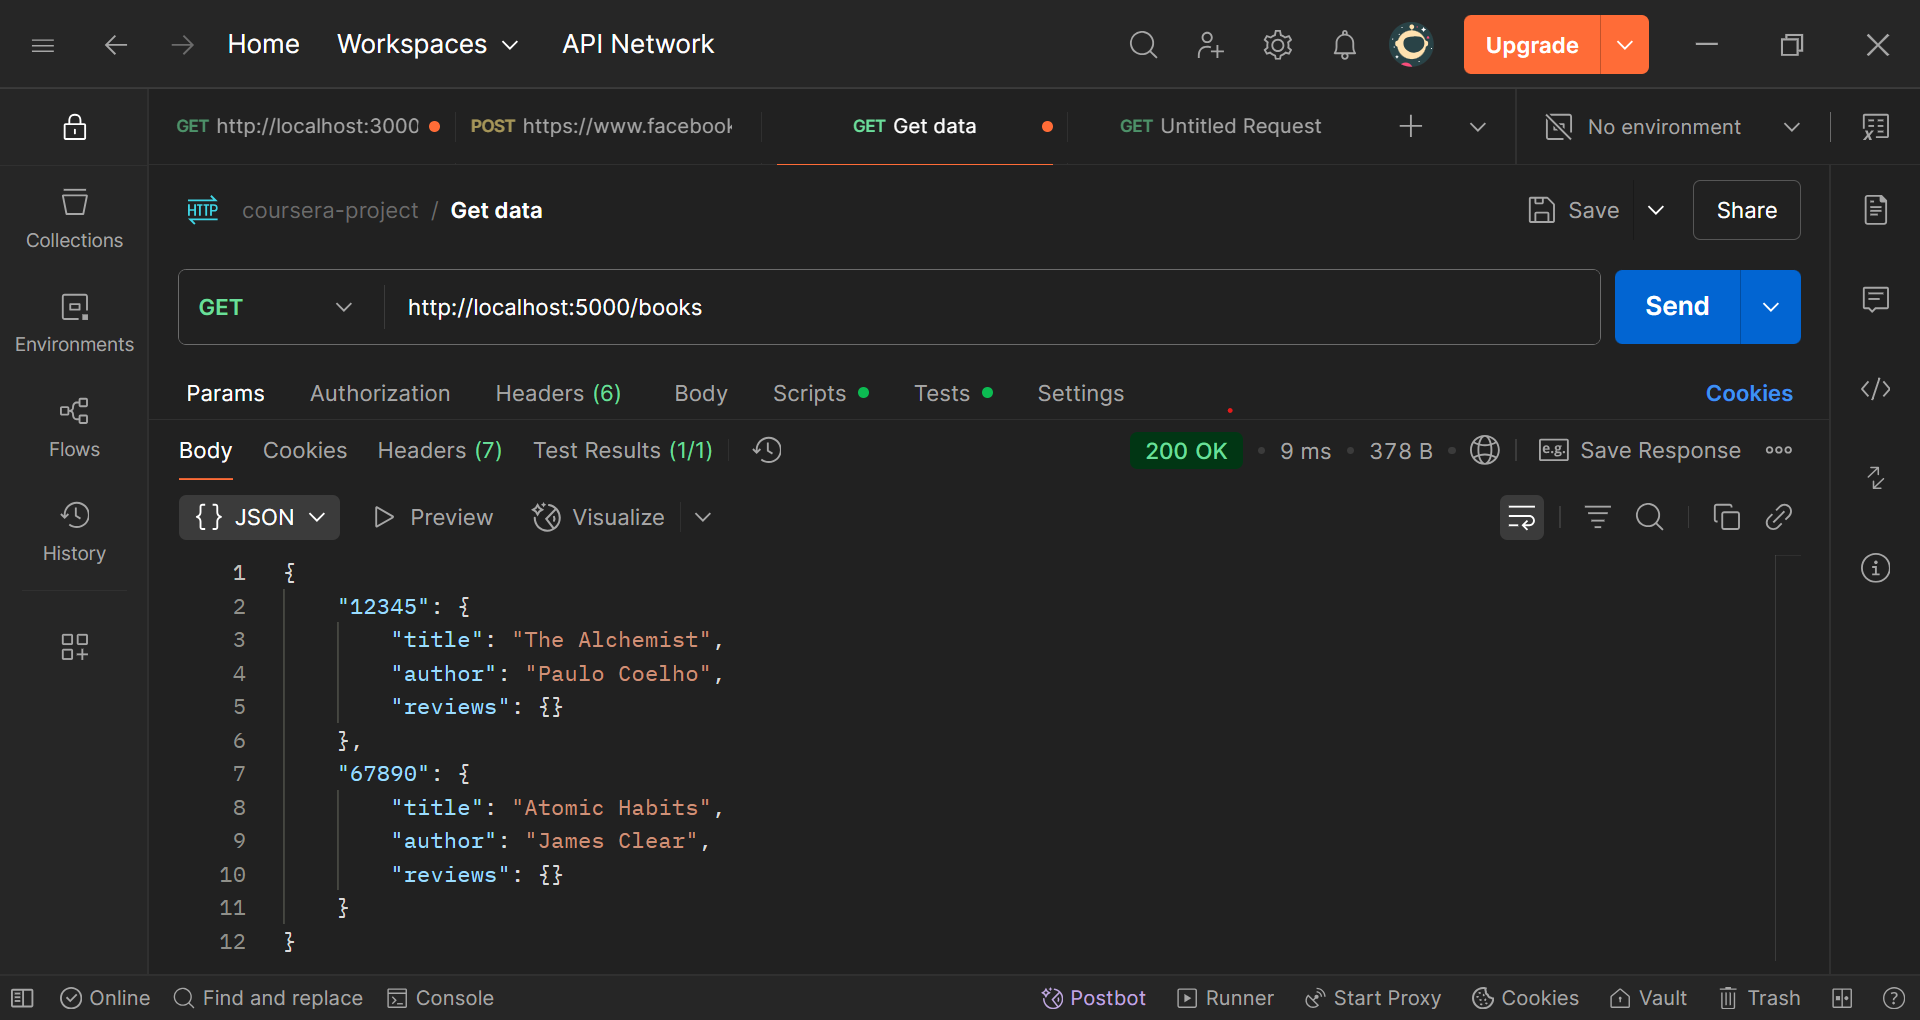 Home Workspaces API Network Upgrade
GET http://localhost:3000 POST https://www.facebook GET Get data GET Untitled Request No environment
coursera-project / Get data Save Share
GET http://localhost:5000/books Send
Params Authorization Headers (6) Body Scripts Tests Settings Cookies
Body Cookies Headers (7) Test Results (1/1) 200 OK 9 ms 378 B e.g. Save Response
{} JSON Preview Visualize
Collections
Environments
Flows
History
1 {
2 "12345": {
3 "title": "The Alchemist",
4 "author": "Paulo Coelho",
5 "reviews": {}
6 },
7 "67890": {
8 "title": "Atomic Habits",
9 "author": "James Clear",
10 "reviews": {}
11 }
12 }
Online Find and replace Console Postbot Runner Start Proxy Cookies Vault Trash
HTTP